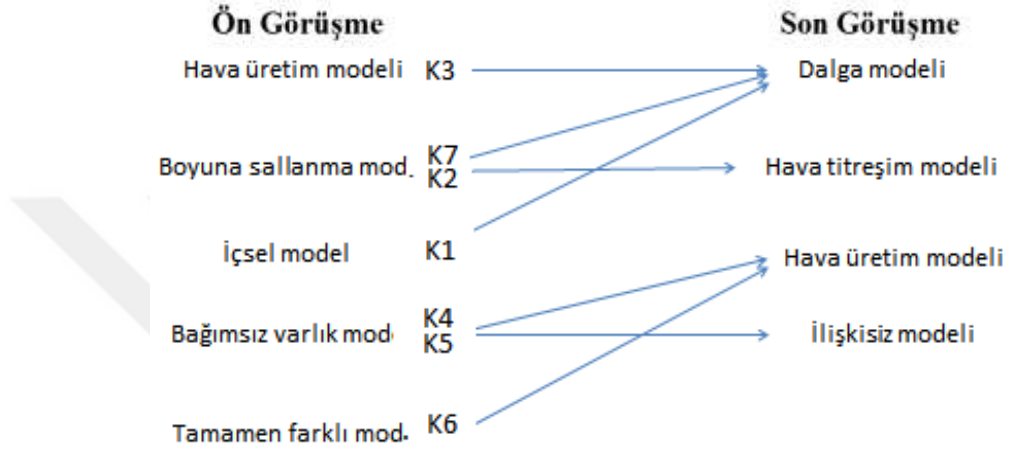 Ön Görüşme Son Görüşme
Hava üretim modeli K3 Dalga modeli
K7
Boyuna sallanma mod. K2 Hava titreşim modeli
İçsel model K1 Hava üretim modeli
K4
Bağımsız varlık mod K5 İlişkisiz modeli
Tamamen farklı mod. K6